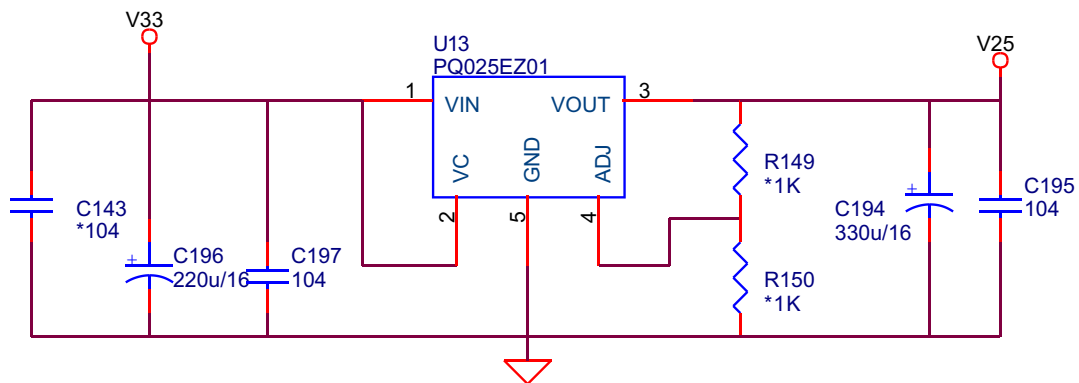 V33
U13
PQ025EZ01
V25
1
VIN
VOUT
3
VC
GND
ADJ
2
5
4
R149
*1K
C143
*104
C196
220u/16
C197
104
R150
*1K
C194
330u/16
C195
104
+
+